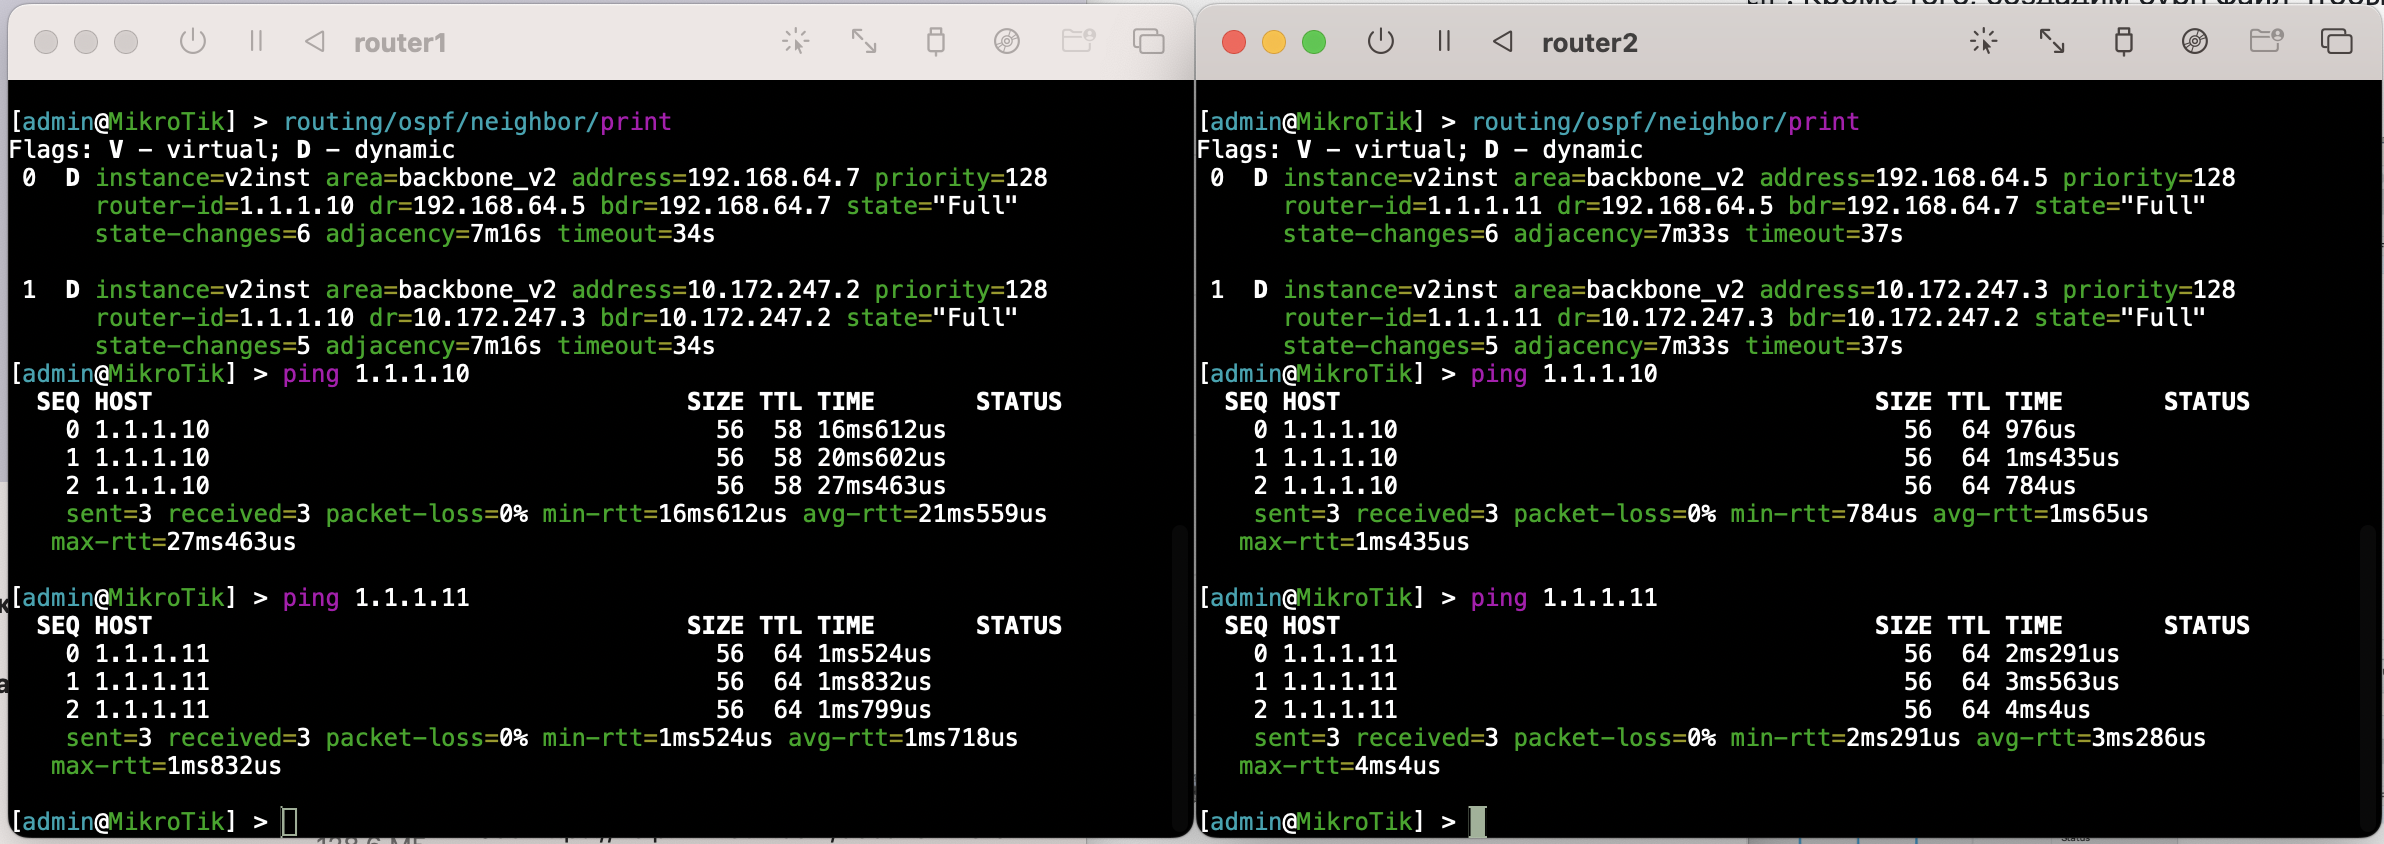 router1
[admin@MikroTik] > routing/ospf/neighbor/print
Flags: V - virtual; D - dynamic
0 D instance=v2inst area=backbone_v2 address=192.168.64.7 priority=128
router-id=1.1.1.10 dr=192.168.64.5 bdr=192.168.64.7 state="Full"
state-changes=6 adjacency=7m16s timeout=34s
1 D instance=v2inst area=backbone_v2 address=10.172.247.2 priority=128
router-id=1.1.1.10 dr=10.172.247.3 bdr=10.172.247.2 state="Full"
state-changes=5 adjacency=7m16s timeout=34s
[admin@MikroTik] > ping 1.1.1.10
SEQ HOST SIZE TTL TIME STATUS
0 1.1.1.10 56 58 16ms612us
1 1.1.1.10 56 58 20ms602us
2 1.1.1.10 56 58 27ms463us
sent=3 received=3 packet-loss=0% min-rtt=16ms612us avg-rtt=21ms559us
max-rtt=27ms463us
[admin@MikroTik] > ping 1.1.1.11
SEQ HOST SIZE TTL TIME STATUS
0 1.1.1.11 56 64 1ms524us
1 1.1.1.11 56 64 1ms832us
2 1.1.1.11 56 64 1ms799us
sent=3 received=3 packet-loss=0% min-rtt=1ms524us avg-rtt=1ms718us
max-rtt=1ms832us
[admin@MikroTik] >
router2
[admin@MikroTik] > routing/ospf/neighbor/print
Flags: V - virtual; D - dynamic
0 D instance=v2inst area=backbone_v2 address=192.168.64.5 priority=128
router-id=1.1.1.11 dr=192.168.64.5 bdr=192.168.64.7 state="Full"
state-changes=6 adjacency=7m33s timeout=37s
1 D instance=v2inst area=backbone_v2 address=10.172.247.3 priority=128
router-id=1.1.1.11 dr=10.172.247.3 bdr=10.172.247.2 state="Full"
state-changes=5 adjacency=7m33s timeout=37s
[admin@MikroTik] > ping 1.1.1.10
SEQ HOST SIZE TTL TIME STATUS
0 1.1.1.10 56 64 976us
1 1.1.1.10 56 64 1ms435us
2 1.1.1.10 56 64 784us
sent=3 received=3 packet-loss=0% min-rtt=784us avg-rtt=1ms65us
max-rtt=1ms435us
[admin@MikroTik] > ping 1.1.1.11
SEQ HOST SIZE TTL TIME STATUS
0 1.1.1.11 56 64 2ms291us
1 1.1.1.11 56 64 3ms563us
2 1.1.1.11 56 64 4ms4us
sent=3 received=3 packet-loss=0% min-rtt=2ms291us avg-rtt=3ms286us
max-rtt=4ms4us
[admin@MikroTik] >